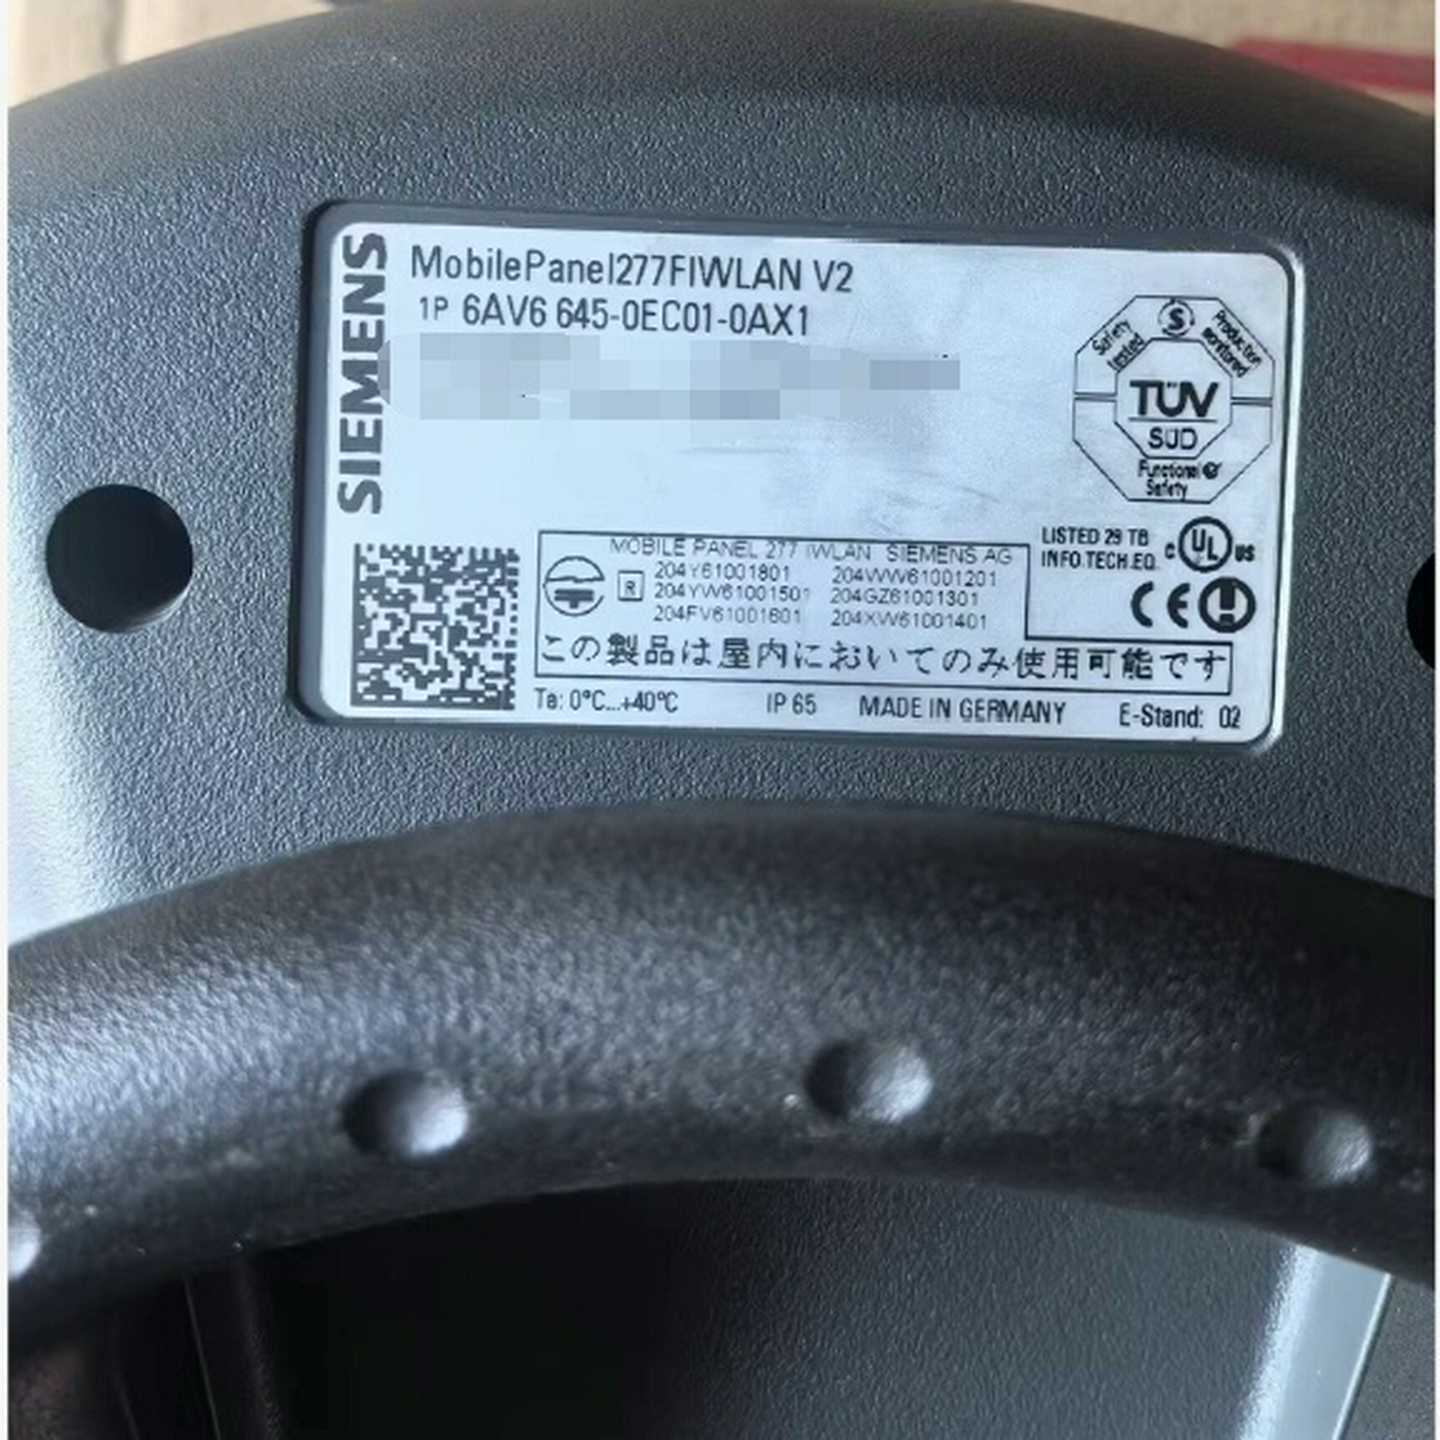 SIEMENS
MobilePanel277FIWLAN V2
1P 6AV6 645-0EC01-0AX1
Safety tested
S
Production monitored
TÜV
SÜD
Functional
Safety
LISTED 29 TB
INFO.TECH.EQ.
c UL us
CE
MOBILE PANEL 277 IWLAN SIEMENS AG
R
204Y61001801 204WW61001201
204YW61001501 204GZ61001301
204FV61001601 204XW61001401
この製品は屋内においてのみ使用可能です
Ta: 0°C...+40°C IP 65 MADE IN GERMANY E-Stand: 02